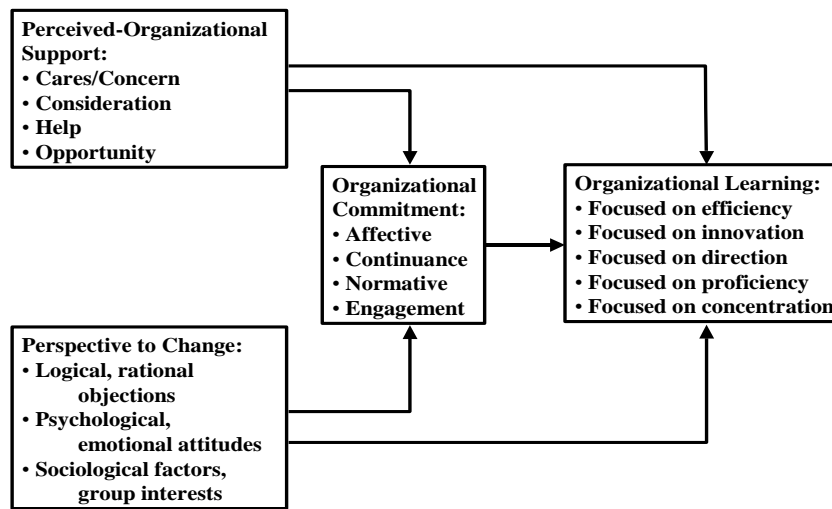 Perceived-Organizational
Support:
• Cares/Concern
• Consideration
• Help
• Opportunity
Organizational
Commitment:
• Affective
• Continuance
• Normative
• Engagement
Organizational Learning:
• Focused on efficiency
• Focused on innovation
• Focused on direction
• Focused on proficiency
• Focused on concentration
Perspective to Change:
• Logical, rational
objections
• Psychological,
emotional attitudes
• Sociological factors,
group interests